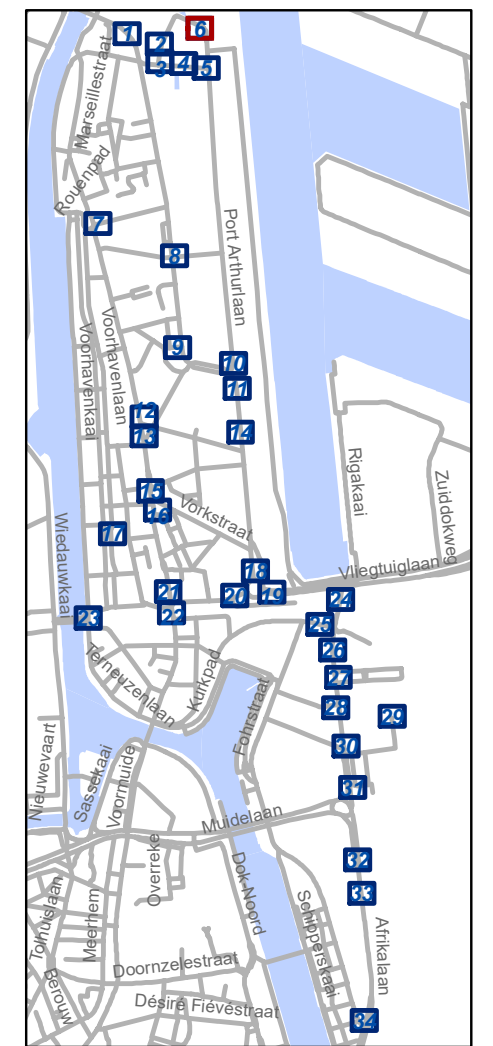 1
2
6
3
4
5
Marseillestraat
Rouenpad
7
Port Arthurlaan
8
Voorhavenlaan
Voorhavenkaai
9
10
11
12
13
14
Rigakaai
Zuiddokweg
15
16
Vorkstraat
17
Wiedauwkaai
Vliegtuiglaan
18
19
20
21
22
23
24
25
26
27
28
29
30
31
Terneuzenlaan
Kurkpad
Fohrstraat
Nieuwevaart
Sassekaai
Voormuide
Muidelaan
Overreke
32
33
Dok-Noord
Tolhuislaan
Meerhem
Schipperskaai
Afrikalaan
Doornzelestraat
Berouw
Désiré Fiévéstraat
34